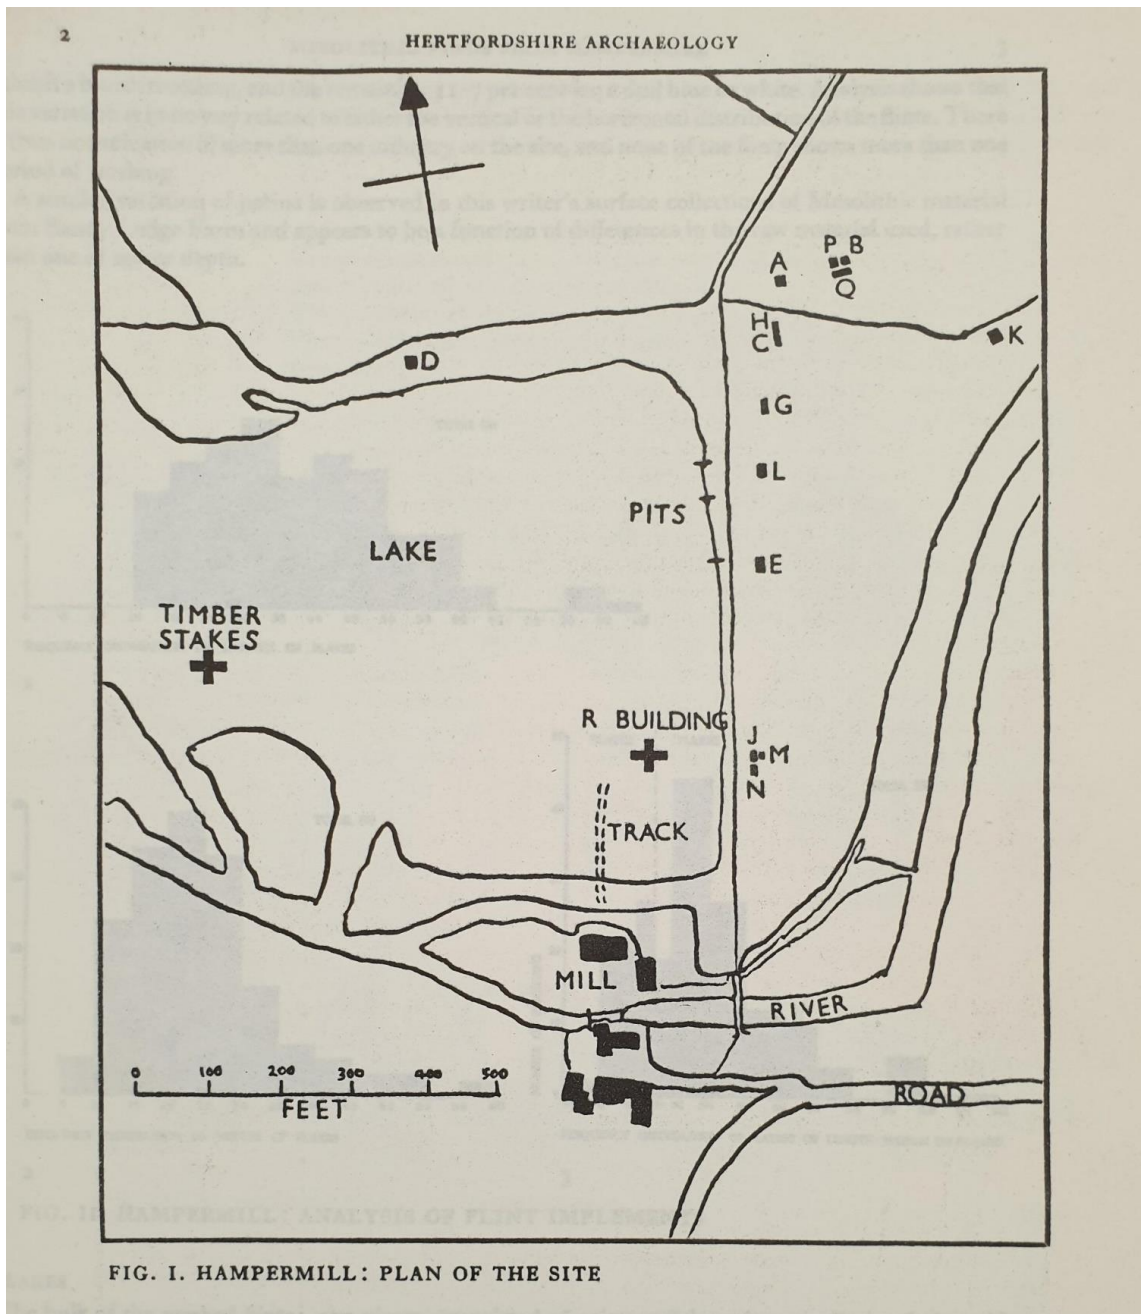 2
HERTFORDSHIRE ARCHAEOLOGY
P B
A
Q
H
C
K
D
G
L
PITS
LAKE
E
TIMBER
STAKES
R BUILDING
J
M
N
TRACK
MILL
RIVER
0 100 200 300 400 500
FEET
ROAD
FIG. I. HAMPERMILL: PLAN OF THE SITE